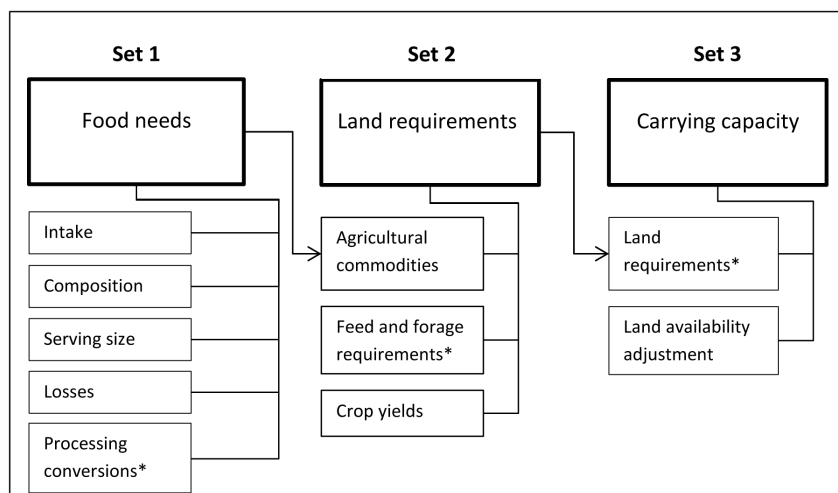 Set 1
Set 2
Set 3
Food needs
Land requirements
Carrying capacity
Intake
Composition
Serving size
Losses
Processing
conversions*
Agricultural
commodities
Feed and forage
requirements*
Crop yields
Land
requirements*
Land availability
adjustment